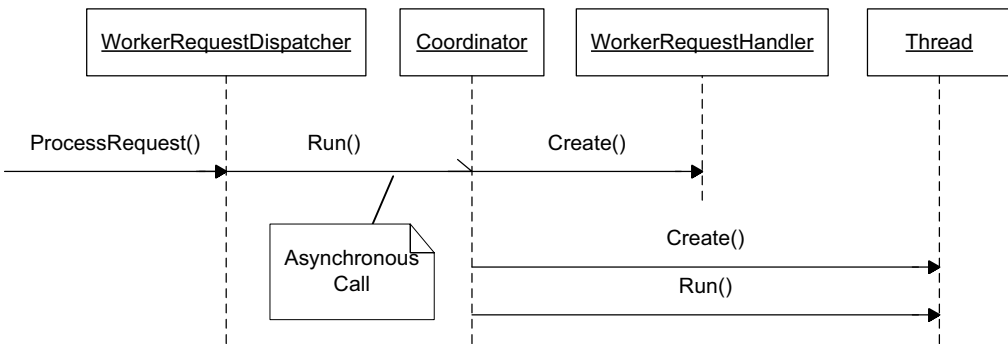 WorkerRequestDispatcher
Coordinator
WorkerRequestHandler
Thread
ProcessRequest()
Run()
Create()
Asynchronous
Call
Create()
Run()